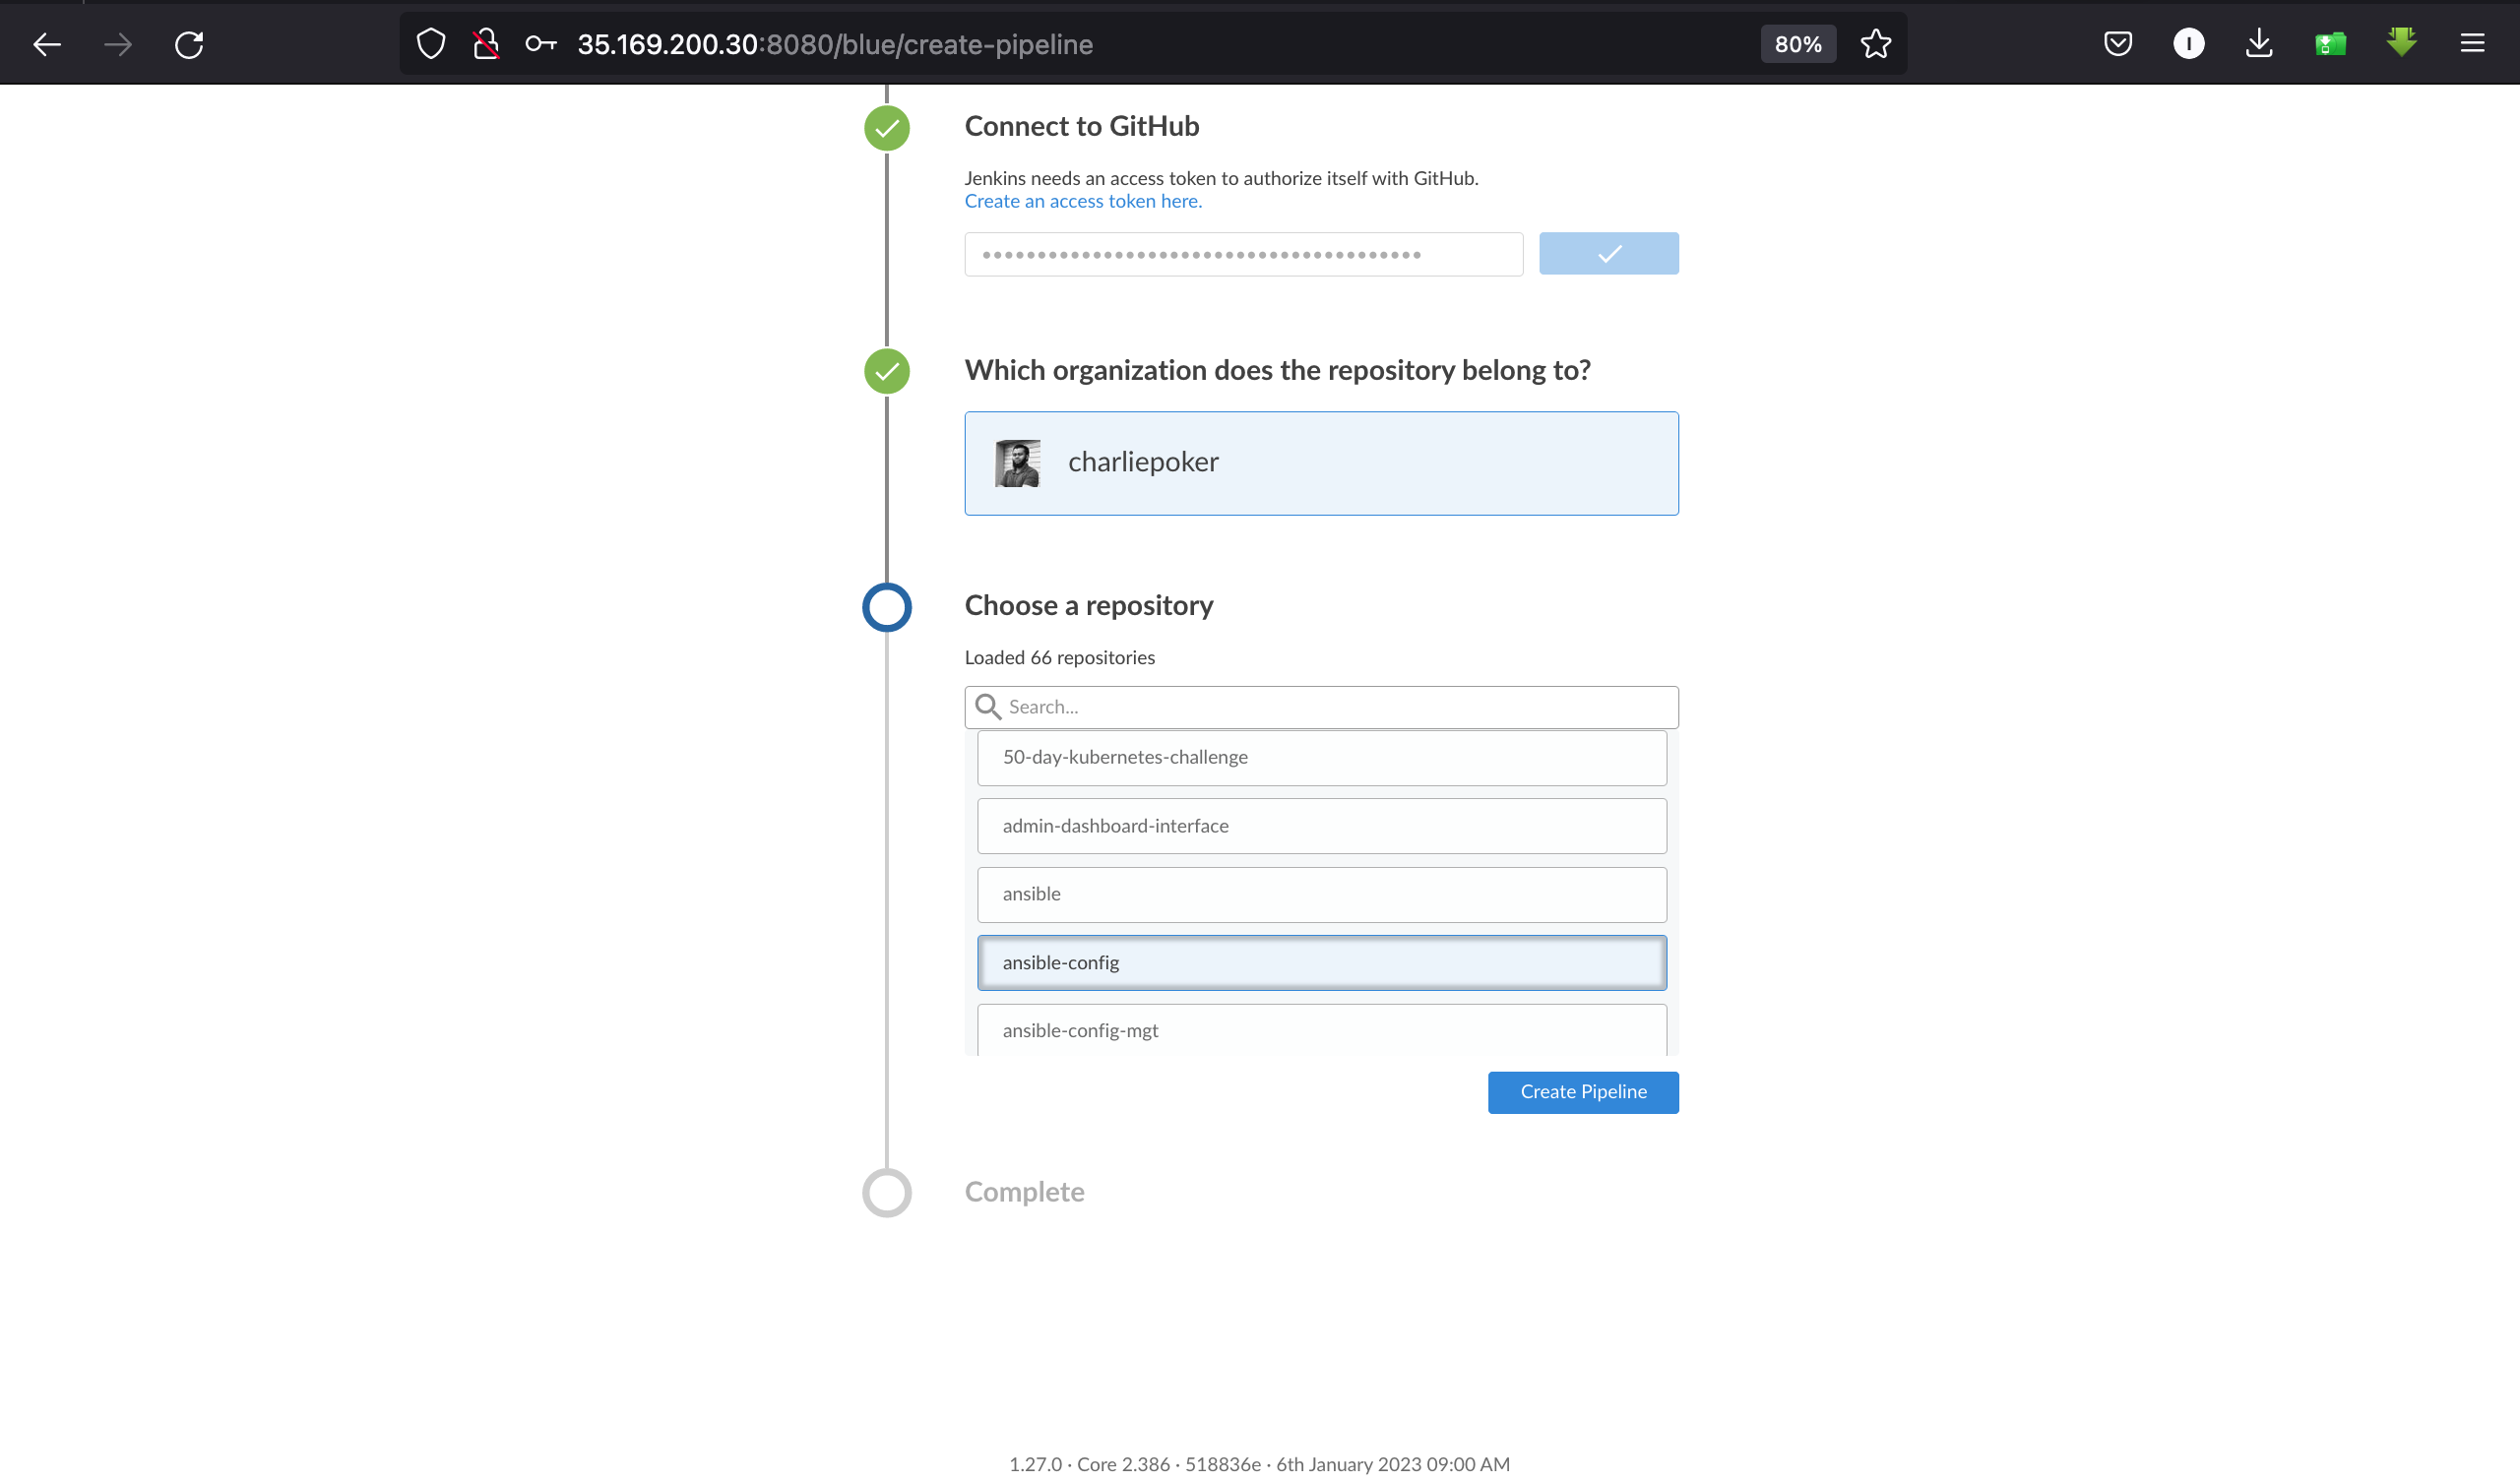 35.169.200.30:8080/blue/create-pipeline
80%
I
Connect to GitHub
Jenkins needs an access token to authorize itself with GitHub.
Create an access token here.
Which organization does the repository belong to?
charliepoker
Choose a repository
Loaded 66 repositories
Search...
50-day-kubernetes-challenge
admin-dashboard-interface
ansible
ansible-config
ansible-config-mgt
Create Pipeline
Complete
1.27.0 · Core 2.386 · 518836e · 6th January 2023 09:00 AM